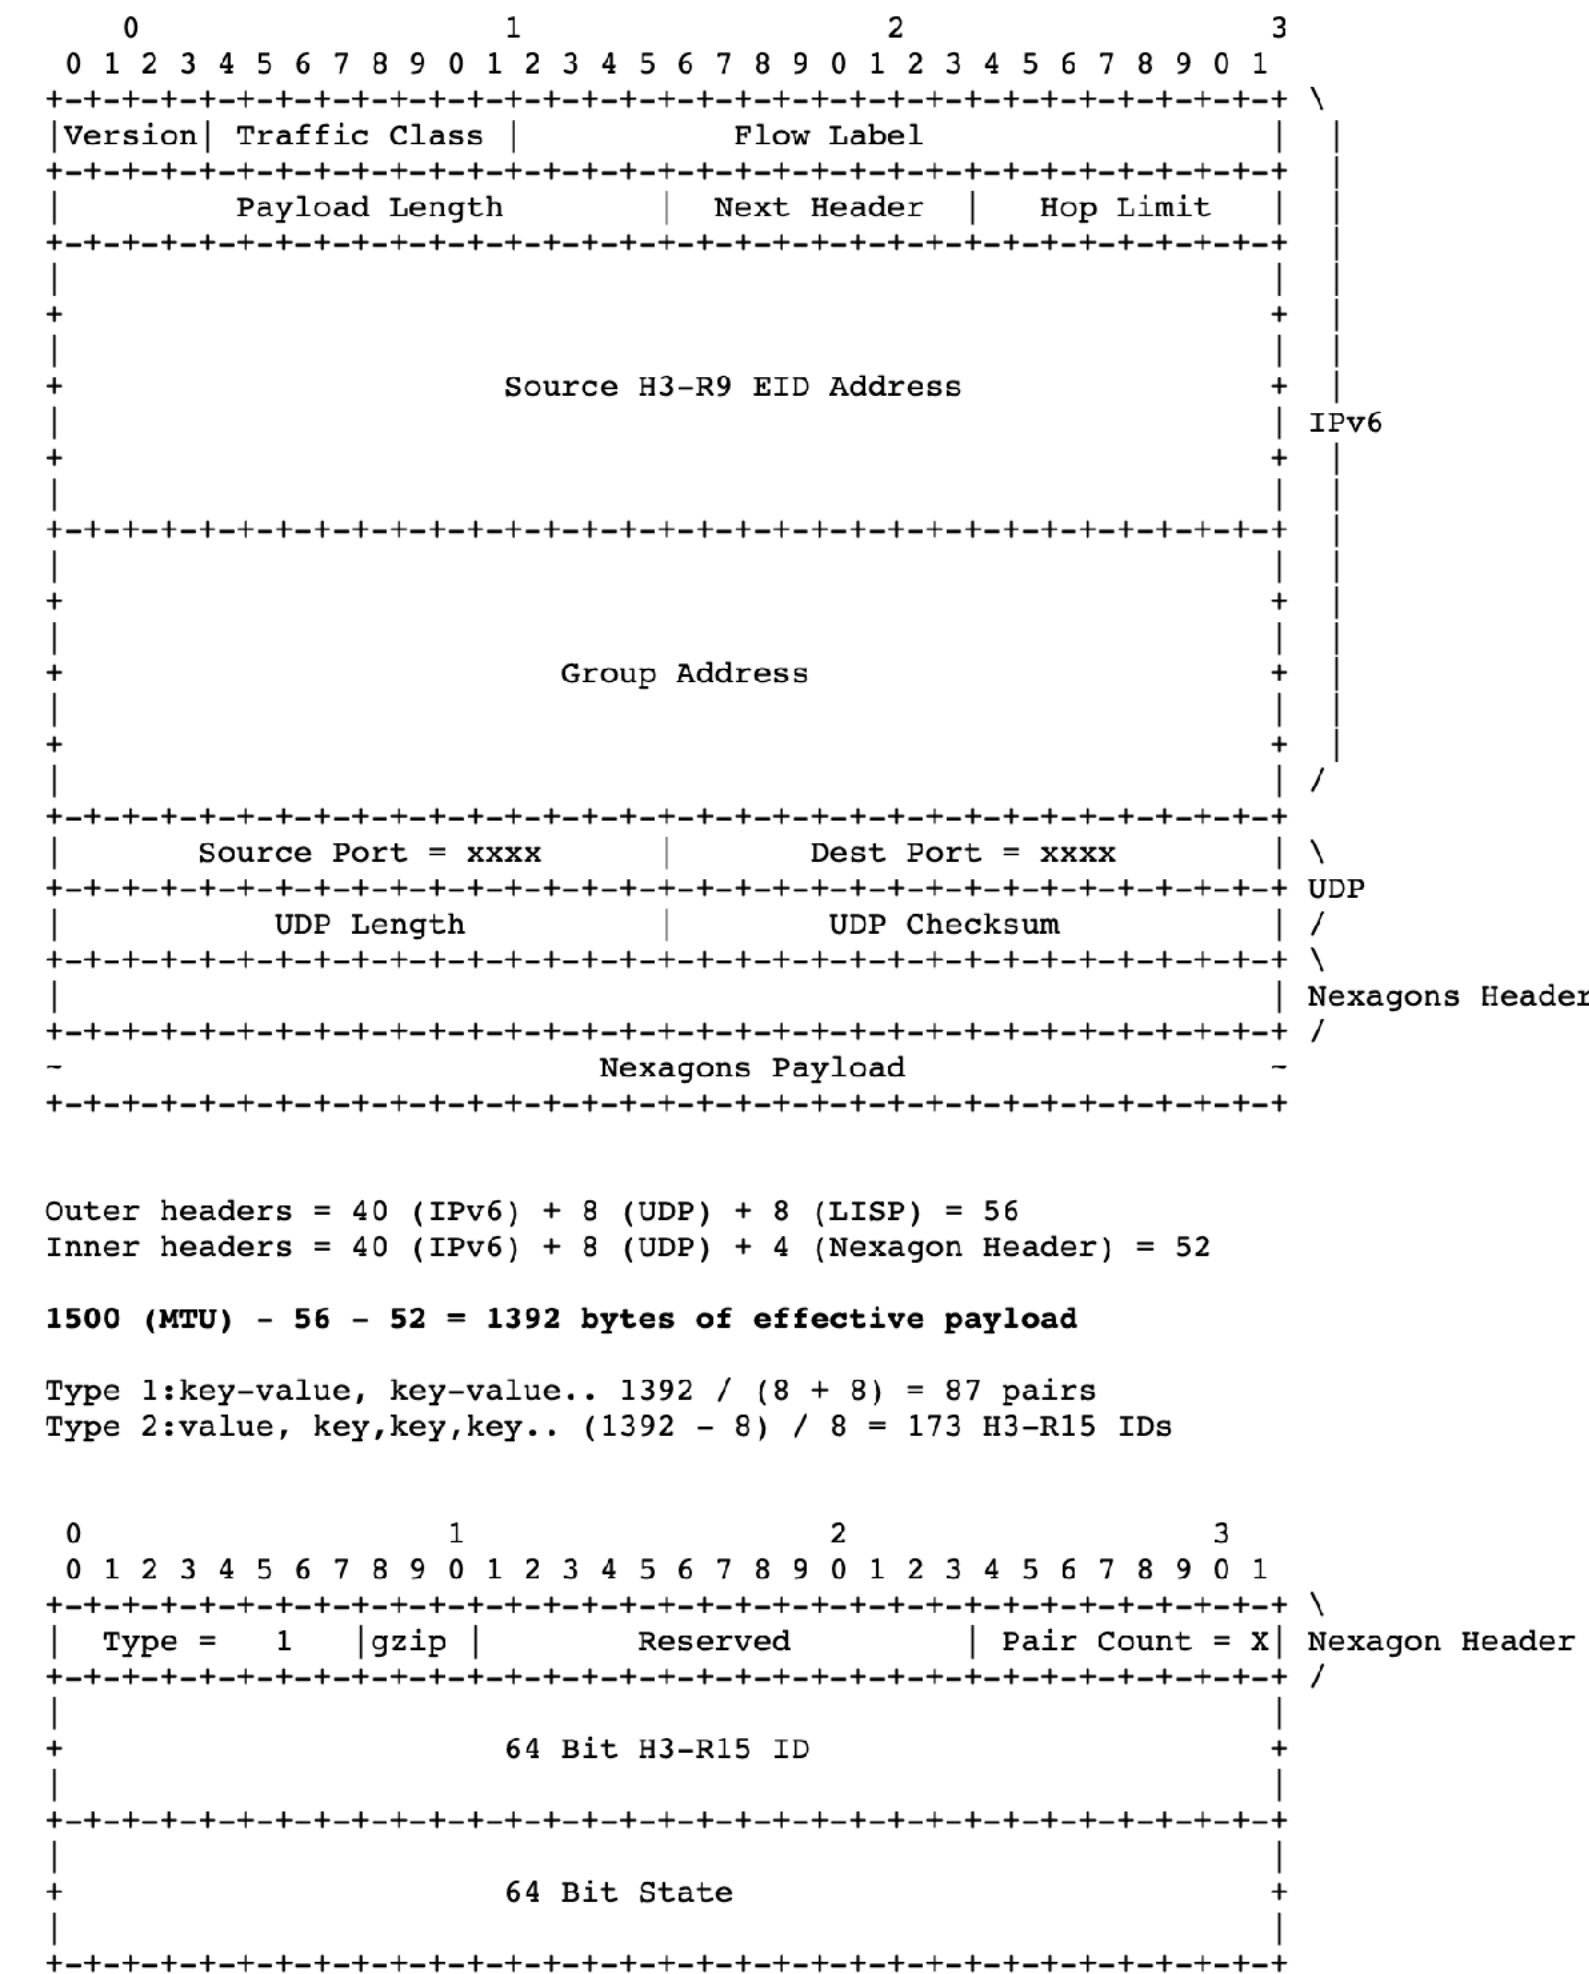 0                   1                   2                   3
    0 1 2 3 4 5 6 7 8 9 0 1 2 3 4 5 6 7 8 9 0 1 2 3 4 5 6 7 8 9 0 1
   +-+-+-+-+-+-+-+-+-+-+-+-+-+-+-+-+-+-+-+-+-+-+-+-+-+-+-+-+-+-+-+-+ \
   |Version| Traffic Class |           Flow Label                  |  |
   +-+-+-+-+-+-+-+-+-+-+-+-+-+-+-+-+-+-+-+-+-+-+-+-+-+-+-+-+-+-+-+-+  |
   |         Payload Length        |  Next Header  |   Hop Limit   |  |
   +-+-+-+-+-+-+-+-+-+-+-+-+-+-+-+-+-+-+-+-+-+-+-+-+-+-+-+-+-+-+-+-+  |
   |                                                               |  |
   +                                                               +  |
   |                                                               |  |
   +                       Source H3-R9 EID Address                +  |
   |                                                               | IPv6
   +                                                               +  |
   |                                                               |  |
   +-+-+-+-+-+-+-+-+-+-+-+-+-+-+-+-+-+-+-+-+-+-+-+-+-+-+-+-+-+-+-+-+  |
   |                                                               |  |
   +                                                               +  |
   |                                                               |  |
   +                          Group Address                        +  |
   |                                                               |  |
   +                                                               +  |
   |                                                               | /
   +-+-+-+-+-+-+-+-+-+-+-+-+-+-+-+-+-+-+-+-+-+-+-+-+-+-+-+-+-+-+-+-+
   |       Source Port = xxxx      |       Dest Port = xxxx        | \
   +-+-+-+-+-+-+-+-+-+-+-+-+-+-+-+-+-+-+-+-+-+-+-+-+-+-+-+-+-+-+-+-+ UDP
   |           UDP Length          |        UDP Checksum           | /
   +-+-+-+-+-+-+-+-+-+-+-+-+-+-+-+-+-+-+-+-+-+-+-+-+-+-+-+-+-+-+-+-+ \
   |                                                               | Nexagons Header
   +-+-+-+-+-+-+-+-+-+-+-+-+-+-+-+-+-+-+-+-+-+-+-+-+-+-+-+-+-+-+-+-+ /
   ~                            Nexagons Payload                   ~
   +-+-+-+-+-+-+-+-+-+-+-+-+-+-+-+-+-+-+-+-+-+-+-+-+-+-+-+-+-+-+-+-+
Outer headers = 40 (IPv6) + 8 (UDP) + 8 (LISP) = 56
Inner headers = 40 (IPv6) + 8 (UDP) + 4 (Nexagon Header) = 52
1500 (MTU) - 56 - 52 = 1392 bytes of effective payload
Type 1:key-value, key-value.. 1392 / (8 + 8) = 87 pairs
Type 2:value, key,key,key.. (1392 - 8) / 8 = 173 H3-R15 IDs
    0                   1                   2                   3
    0 1 2 3 4 5 6 7 8 9 0 1 2 3 4 5 6 7 8 9 0 1 2 3 4 5 6 7 8 9 0 1
   +-+-+-+-+-+-+-+-+-+-+-+-+-+-+-+-+-+-+-+-+-+-+-+-+-+-+-+-+-+-+-+-+ \
   |  Type =   1   |gzip |        Reserved         | Pair Count = X| Nexagon Header
   +-+-+-+-+-+-+-+-+-+-+-+-+-+-+-+-+-+-+-+-+-+-+-+-+-+-+-+-+-+-+-+-+ /
   |                                                               |
   +                       64 Bit H3-R15 ID                        +
   |                                                               |
   +-+-+-+-+-+-+-+-+-+-+-+-+-+-+-+-+-+-+-+-+-+-+-+-+-+-+-+-+-+-+-+-+
   |                                                               |
   +                       64 Bit State                            +
   |                                                               |
   +-+-+-+-+-+-+-+-+-+-+-+-+-+-+-+-+-+-+-+-+-+-+-+-+-+-+-+-+-+-+-+-+